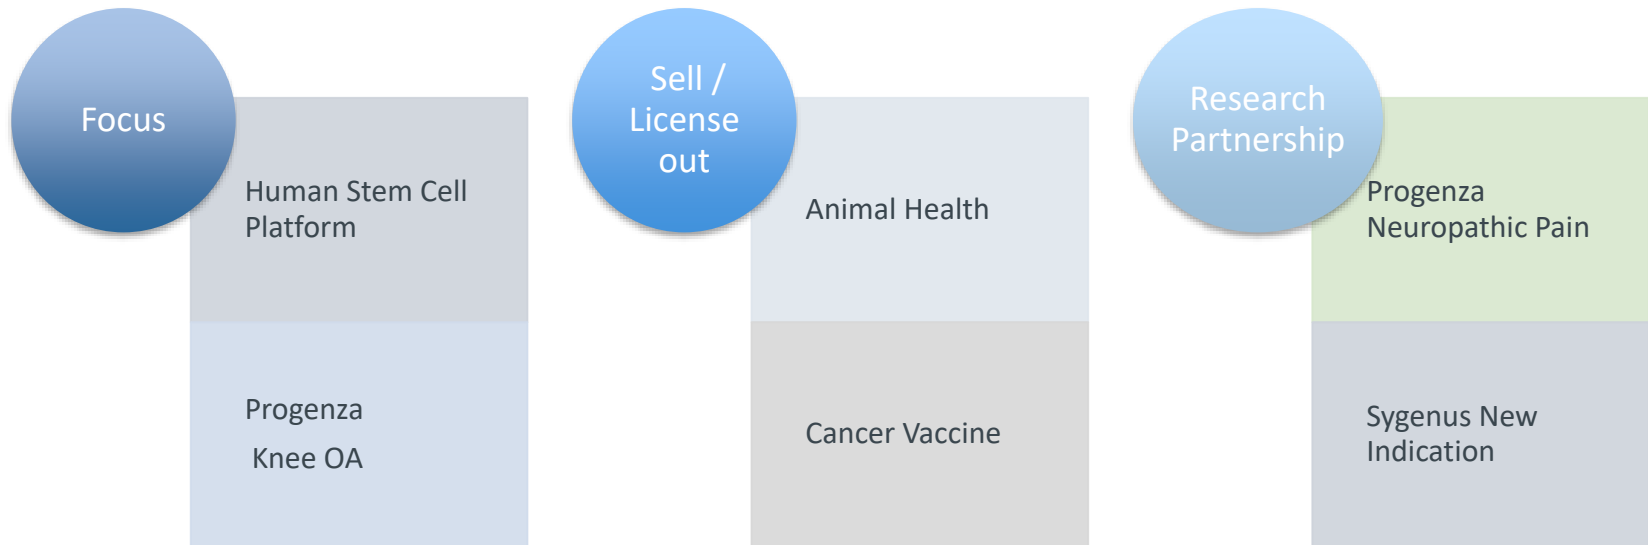 Focus
Human Stem Cell
Platform
Progenza
Knee OA
Sell /
License
out
Animal Health
Cancer Vaccine
Research
Partnership
Progenza
Neuropathic Pain
Sygenus New
Indication